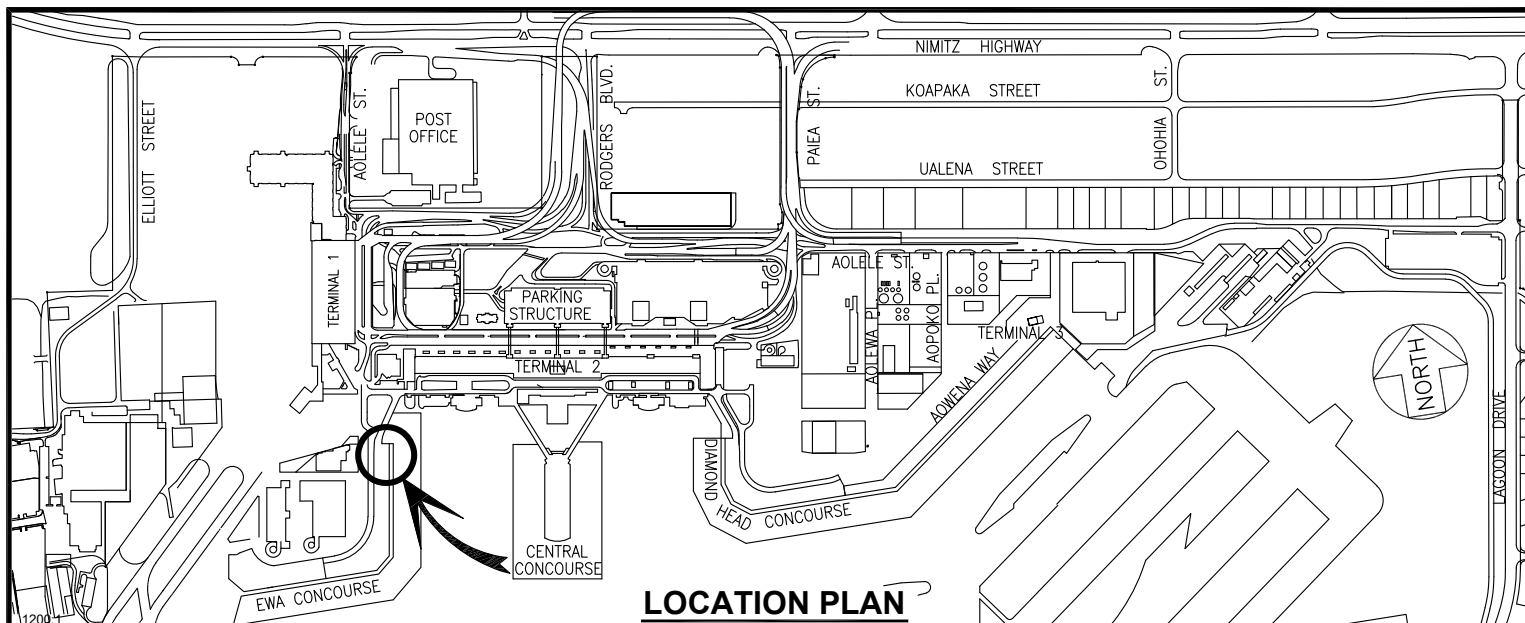 NIMITZ HIGHWAY
KOAPAKA STREET
UALENA STREET
OHOHIA
ST.
PAIEA ST.
RODGERS BLVD.
AOLELE ST.
POST
OFFICE
ELLIOTT STREET
TERMINAL 1
PARKING
STRUCTURE
TERMINAL 2
AOLELE ST.
AOLEWA PL.
AOPOKO PL.
TERMINAL 3
AOWENA WAY
NORTH
LAGOON DRIVE
DIAMOND
HEAD CONCOURSE
CENTRAL
CONCOURSE
EWA CONCOURSE
1200.1
LOCATION PLAN